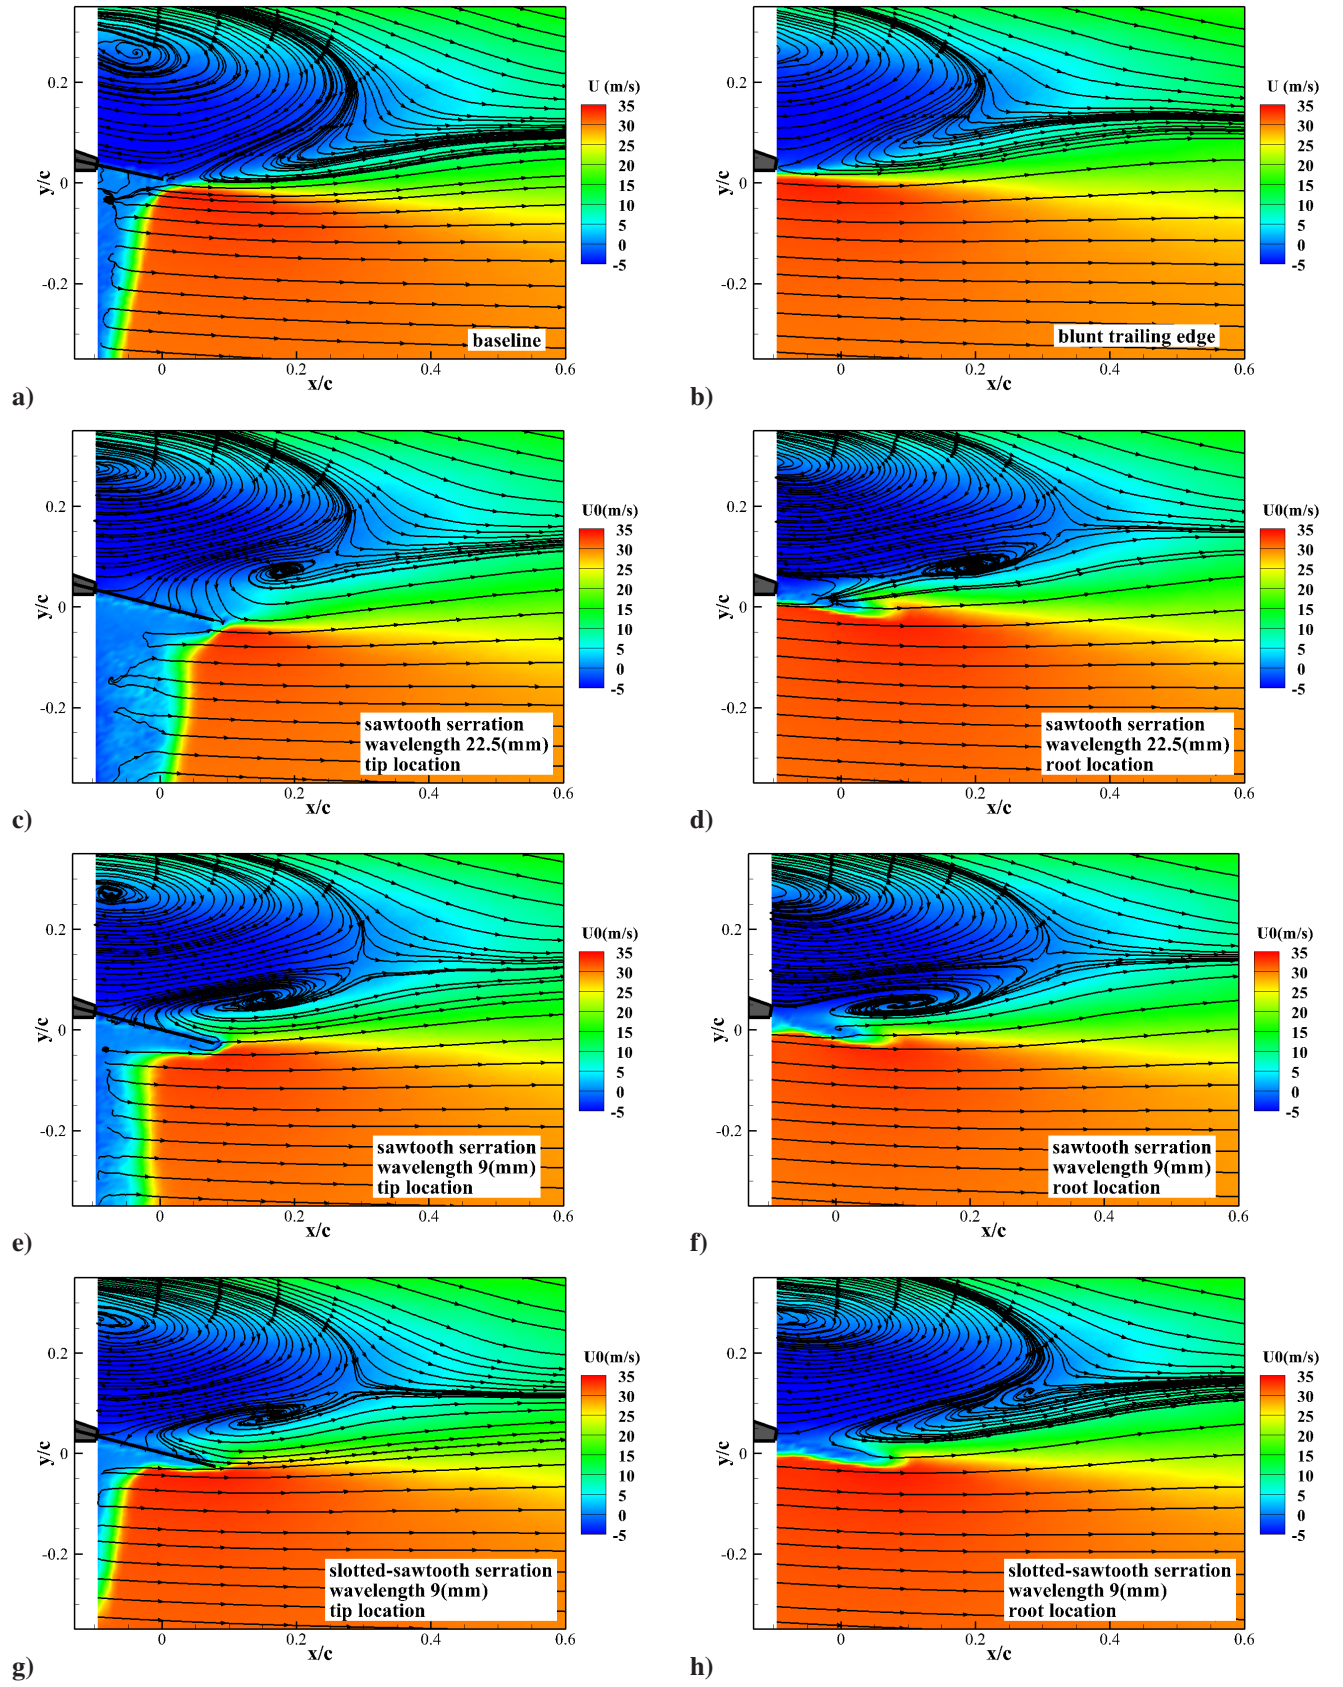 U (m/s)
35
30
25
20
15
10
5
0
-5
y/c
0.2
0
-0.2
baseline
0
0.2
0.4
0.6
x/c
a)
U (m/s)
35
30
25
20
15
10
5
0
-5
y/c
0.2
0
-0.2
blunt trailing edge
0
0.2
0.4
0.6
x/c
b)
U0(m/s)
35
30
25
20
15
10
5
0
-5
y/c
0.2
0
-0.2
sawtooth serration
wavelength 22.5(mm)
tip location
0
0.2
0.4
0.6
x/c
c)
U0(m/s)
35
30
25
20
15
10
5
0
-5
y/c
0.2
0
-0.2
sawtooth serration
wavelength 22.5(mm)
root location
0
0.2
0.4
0.6
x/c
d)
U0(m/s)
35
30
25
20
15
10
5
0
-5
y/c
0.2
0
-0.2
sawtooth serration
wavelength 9(mm)
tip location
0
0.2
0.4
0.6
x/c
e)
U0(m/s)
35
30
25
20
15
10
5
0
-5
y/c
0.2
0
-0.2
sawtooth serration
wavelength 9(mm)
root location
0
0.2
0.4
0.6
x/c
f)
U0(m/s)
35
30
25
20
15
10
5
0
-5
y/c
0.2
0
-0.2
slotted-sawtooth serration
wavelength 9(mm)
tip location
0
0.2
0.4
0.6
x/c
g)
U0(m/s)
35
30
25
20
15
10
5
0
-5
y/c
0.2
0
-0.2
slotted-sawtooth serration
wavelength 9(mm)
root location
0
0.2
0.4
0.6
x/c
h)